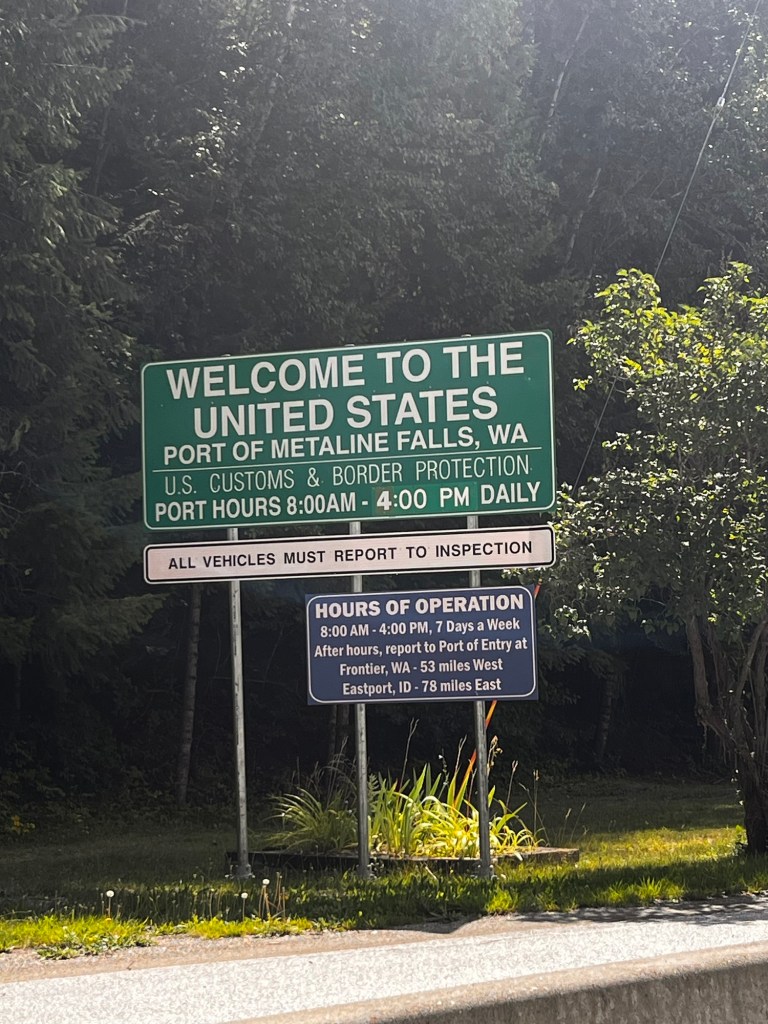 WELCOME TO THE
UNITED STATES
PORT OF METALINE FALLS, WA
U.S. CUSTOMS & BORDER PROTECTION
PORT HOURS 8:00AM - 4:00 PM DAILY
ALL VEHICLES MUST REPORT TO INSPECTION
HOURS OF OPERATION
8:00 AM - 4:00 PM, 7 Days a Week
After hours, report to Port of Entry at
Frontier, WA - 53 miles West
Eastport, ID - 78 miles East